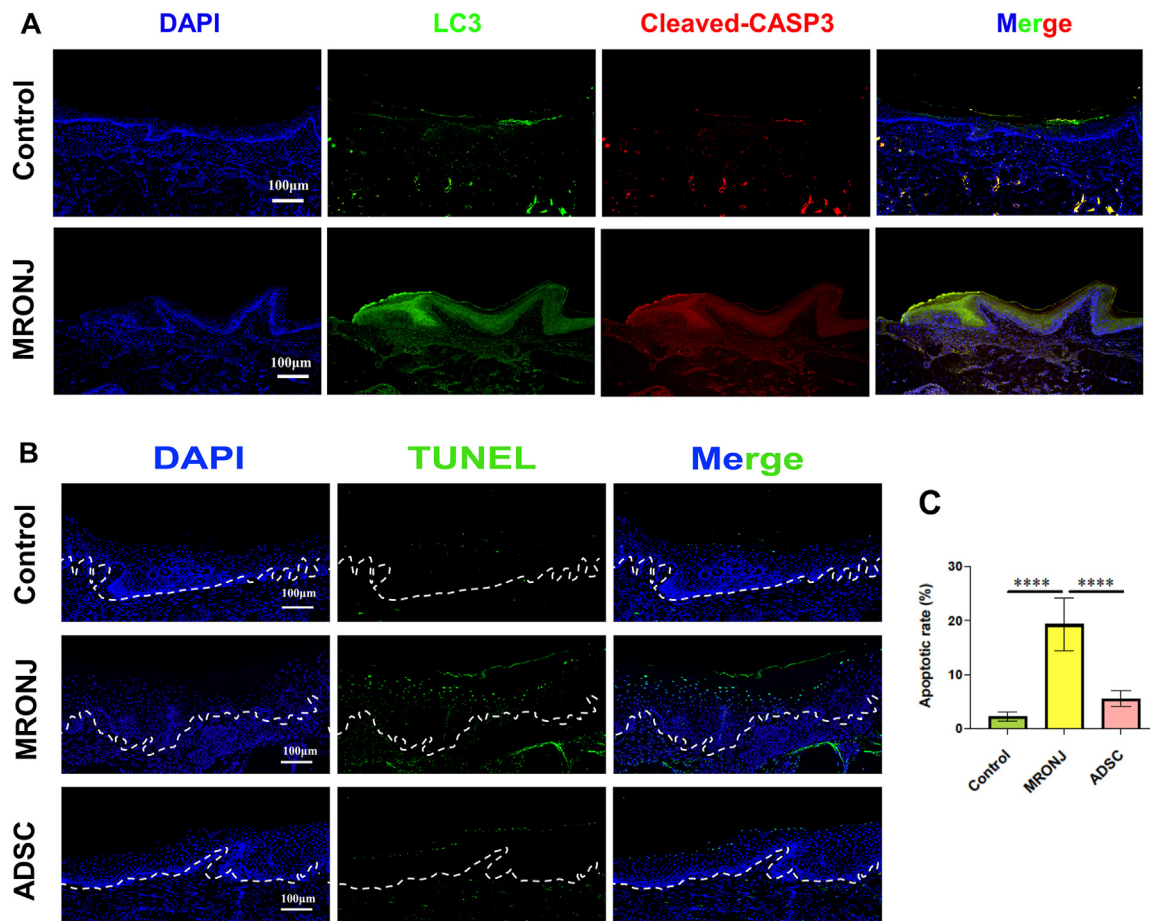 A
DAPI LC3 Cleaved-CASP3 Merge
Control
100μm
MRONJ
100μm
B
DAPI TUNEL Merge
Control
100μm
MRONJ
100μm
ADSC
100μm
C
Apoptotic rate (%)
30
20
10
0
**** ****
Control MRONJ ADSC